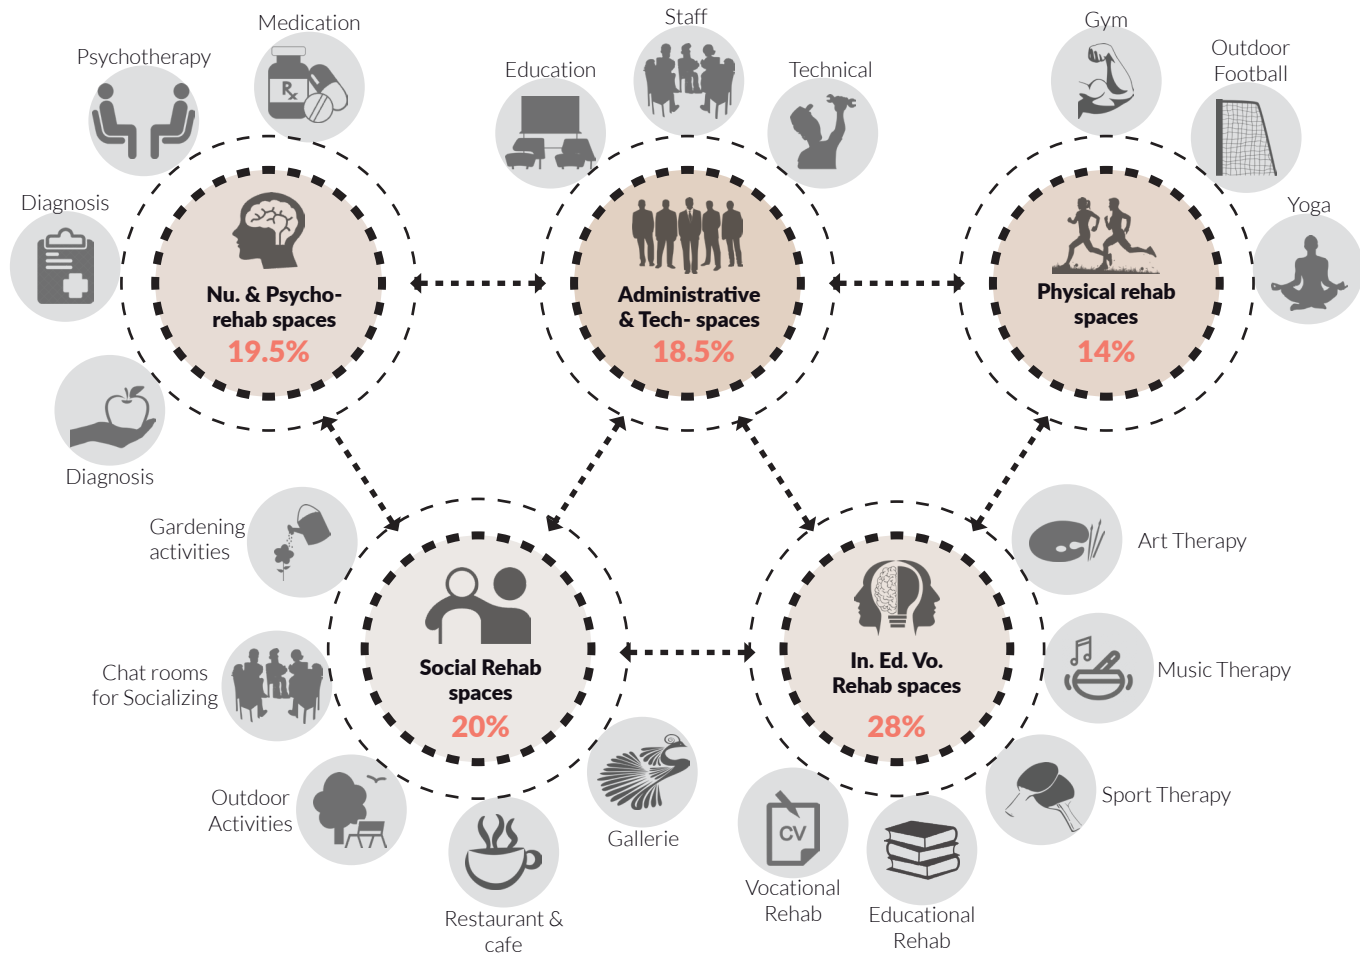 Medication
Psychotherapy
Diagnosis
Rx
Nu. & Psycho-
rehab spaces
19.5%
Diagnosis
Staff
Education
Technical
Administrative
& Tech- spaces
18.5%
Gym
Outdoor
Football
Yoga
Physical rehab
spaces
14%
Gardening
activities
Chat rooms
for Socializing
Social Rehab
spaces
20%
Outdoor
Activities
Restaurant &
cafe
Gallerie
In. Ed. Vo.
Rehab spaces
28%
Art Therapy
Music Therapy
Sport Therapy
CV
Vocational
Rehab
Educational
Rehab